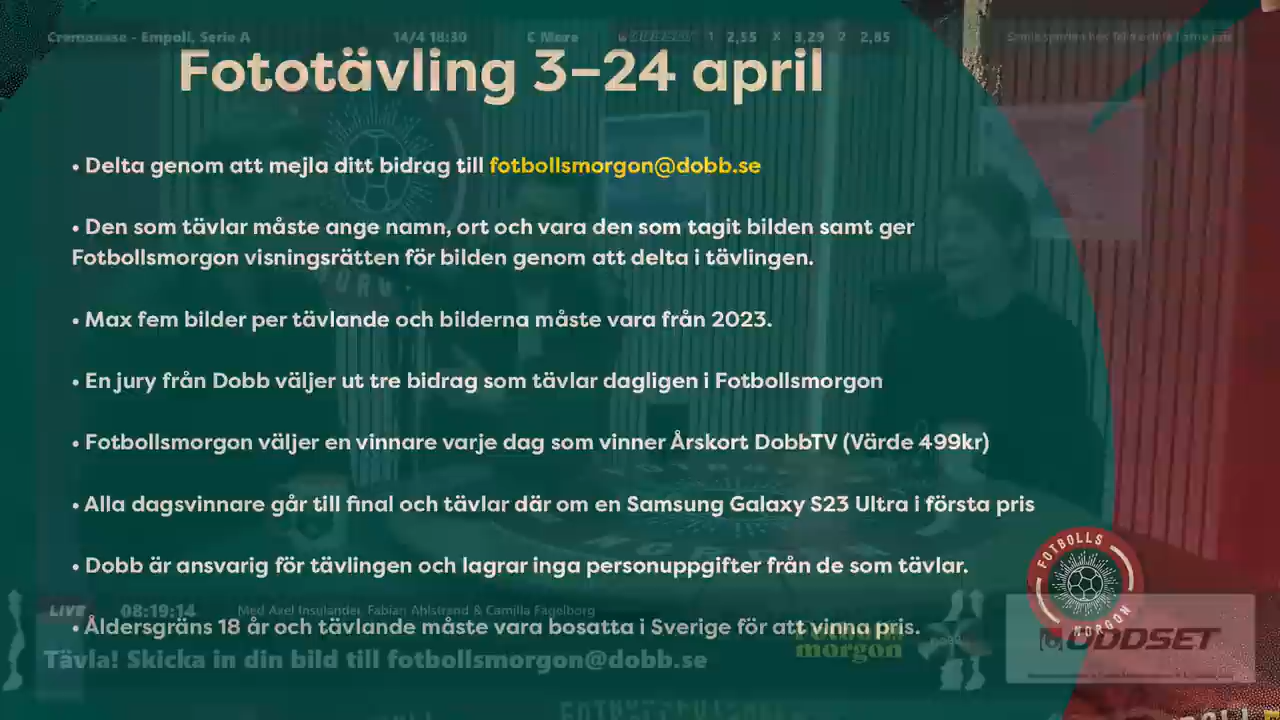 Cremonese - Empoli, Serie A 14/4 18:30 C More 1 2,55 X 3,29 2 2,85
Fototävling 3–24 april
• Delta genom att mejla ditt bidrag till fotbollsmorgon@dobb.se
• Den som tävlar måste ange namn, ort och vara den som tagit bilden samt ger
Fotbollsmorgon visningsrätten för bilden genom att delta i tävlingen.
• Max fem bilder per tävlande och bilderna måste vara från 2023.
• En jury från Dobb väljer ut tre bidrag som tävlar dagligen i Fotbollsmorgon
• Fotbollsmorgon väljer en vinnare varje dag som vinner Årskort DobbTV (Värde 499kr)
• Alla dagsvinnare går till final och tävlar där om en Samsung Galaxy S23 Ultra i första pris
• Dobb är ansvarig för tävlingen och lagrar inga personuppgifter från de som tävlar.
FOTBOLLS
MORGON
LIVE 08:19:14 Med Axel Insulander, Fabian Ahlstrand & Camilla Fagelborg
• Åldersgräns 18 år och tävlande måste vara bosatta i Sverige för att vinna pris.
morgon
ODDSET
Tävla! Skicka in din bild till fotbollsmorgon@dobb.se